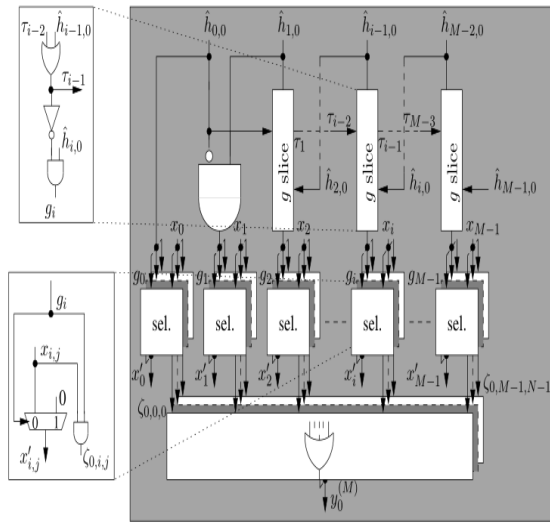 τ_{i−2} ĥ_{i−1,0}
τ_{i−1}
ĥ_{i,0}
g_i
ĥ_{0,0} ĥ_{1,0} ĥ_{i−1,0} ĥ_{M−2,0}
τ_1 τ_{i−2} τ_{i−1} τ_{M−3}
g slice g slice g slice
ĥ_{2,0} ĥ_{i,0} ĥ_{M−1,0}
x_0 x_1 x_2 x_i x_{M−1}
g_0 g_1 g_2 g_i g_{M−1}
sel. sel. sel. sel. sel.
x'_0 x'_1 x'_2 x'_i x'_{M−1}
ζ_{0,0,0} ζ_{0,M−1,N−1}
y_0^{(M)}
g_i
x_{i,j}
0
0 1
x'_{i,j} ζ_{0,i,j}